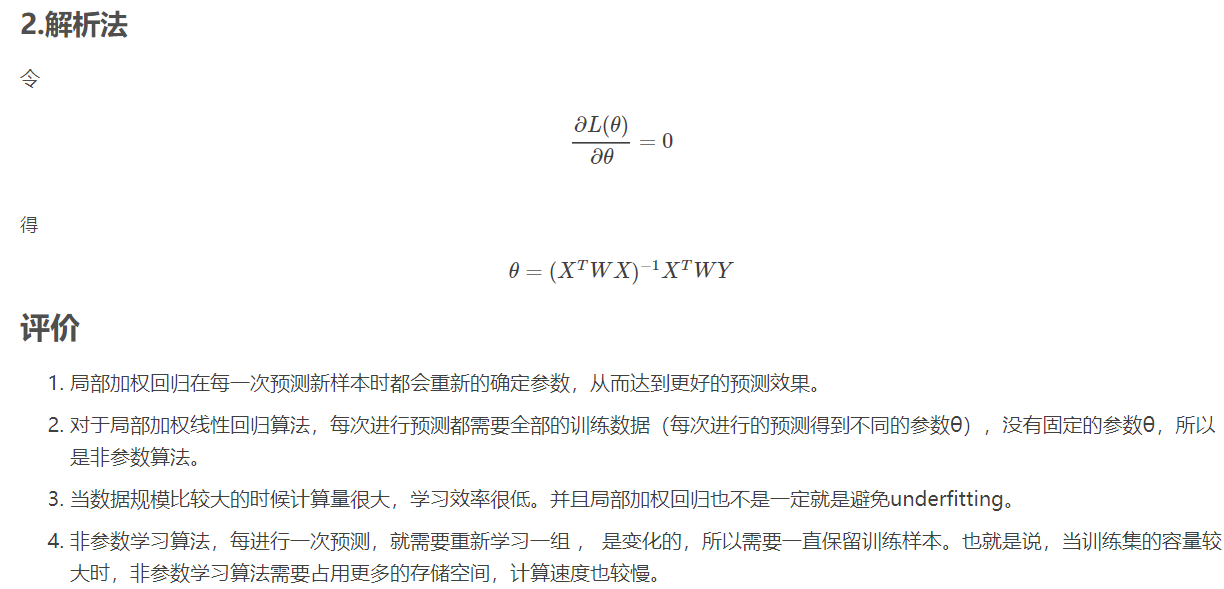 2.解析法
令
∂L(θ)
∂θ = 0
得
θ = (X^T W X)^{-1} X^T W Y
评价
1. 局部加权回归在每一次预测新样本时都会重新的确定参数，从而达到更好的预测效果。
2. 对于局部加权线性回归算法，每次进行预测都需要全部的训练数据（每次进行的预测得到不同的参数θ），没有固定的参数θ，所以
是非参数算法。
3. 当数据规模比较大的时候计算量很大，学习效率很低。并且局部加权回归也不是一定就是避免underfitting。
4. 非参数学习算法，每进行一次预测，就需要重新学习一组 ， 是变化的，所以需要一直保留训练样本。也就是说，当训练集的容量较
大时，非参数学习算法需要占用更多的存储空间，计算速度也较慢。